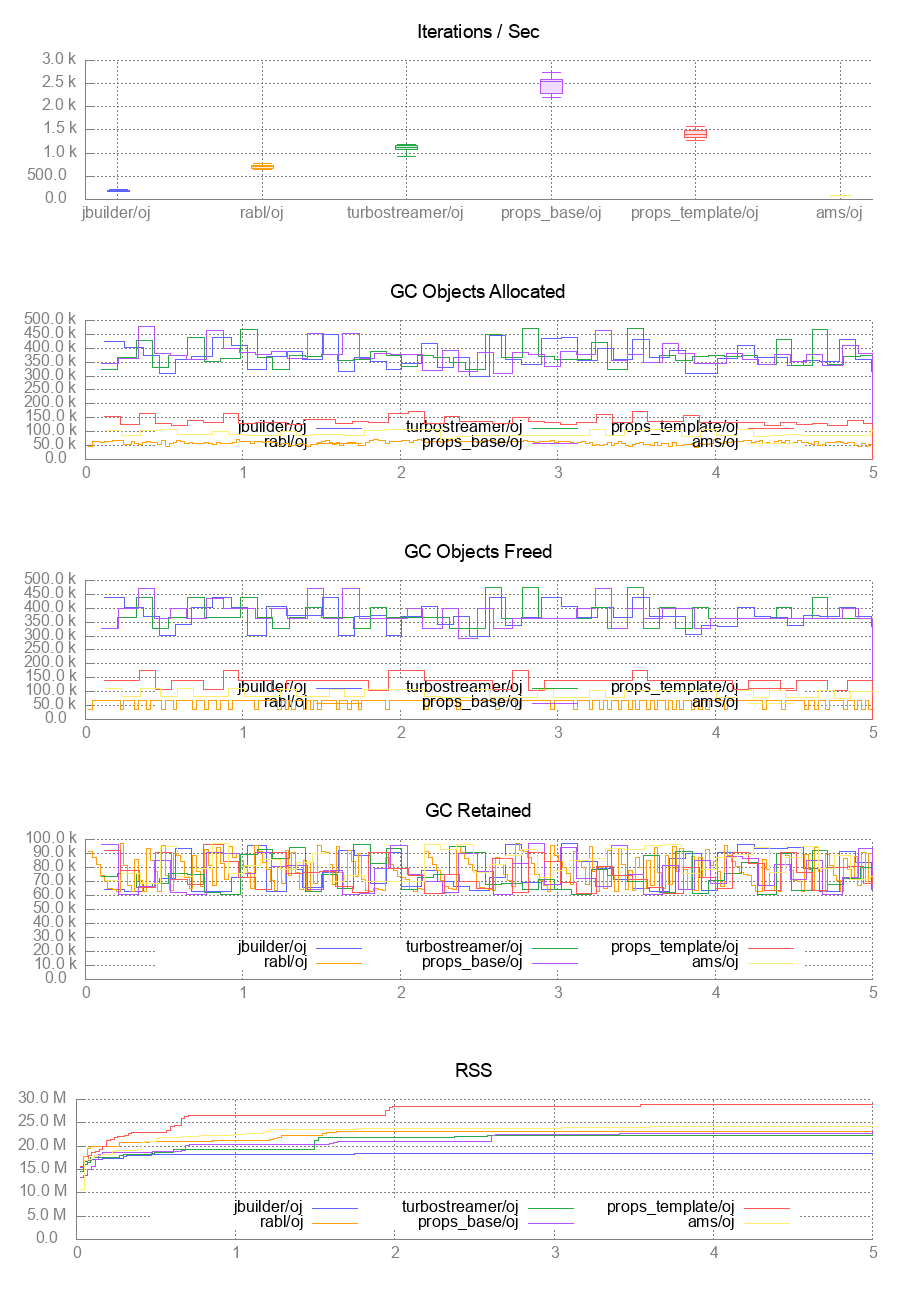 Iterations / Sec
3.0 k
2.5 k
2.0 k
1.5 k
1.0 k
500.0
0.0
jbuilder/oj rabl/oj turbostreamer/oj props_base/oj props_template/oj ams/oj
GC Objects Allocated
500.0 k
450.0 k
400.0 k
350.0 k
300.0 k
250.0 k
200.0 k
150.0 k
100.0 k
50.0 k
0.0
jbuilder/oj turbostreamer/oj props_template/oj
rabl/oj props_base/oj ams/oj
0 1 2 3 4 5
GC Objects Freed
500.0 k
450.0 k
400.0 k
350.0 k
300.0 k
250.0 k
200.0 k
150.0 k
100.0 k
50.0 k
0.0
jbuilder/oj turbostreamer/oj props_template/oj
rabl/oj props_base/oj ams/oj
0 1 2 3 4 5
GC Retained
100.0 k
90.0 k
80.0 k
70.0 k
60.0 k
50.0 k
40.0 k
30.0 k
20.0 k
10.0 k
0.0
jbuilder/oj turbostreamer/oj props_template/oj
rabl/oj props_base/oj ams/oj
0 1 2 3 4 5
RSS
30.0 M
25.0 M
20.0 M
15.0 M
10.0 M
5.0 M
0.0
jbuilder/oj turbostreamer/oj props_template/oj
rabl/oj props_base/oj ams/oj
0 1 2 3 4 5